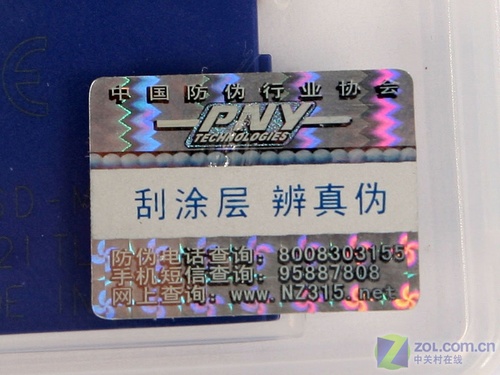 中国防伪行业协会
PNY
TECHNOLOGIES
刮涂层 辨真伪
防伪电话查询: 8008303155
手机短信查询: 95887808
网上查询: www.NZ315.net
zol.com.cn
中关村在线